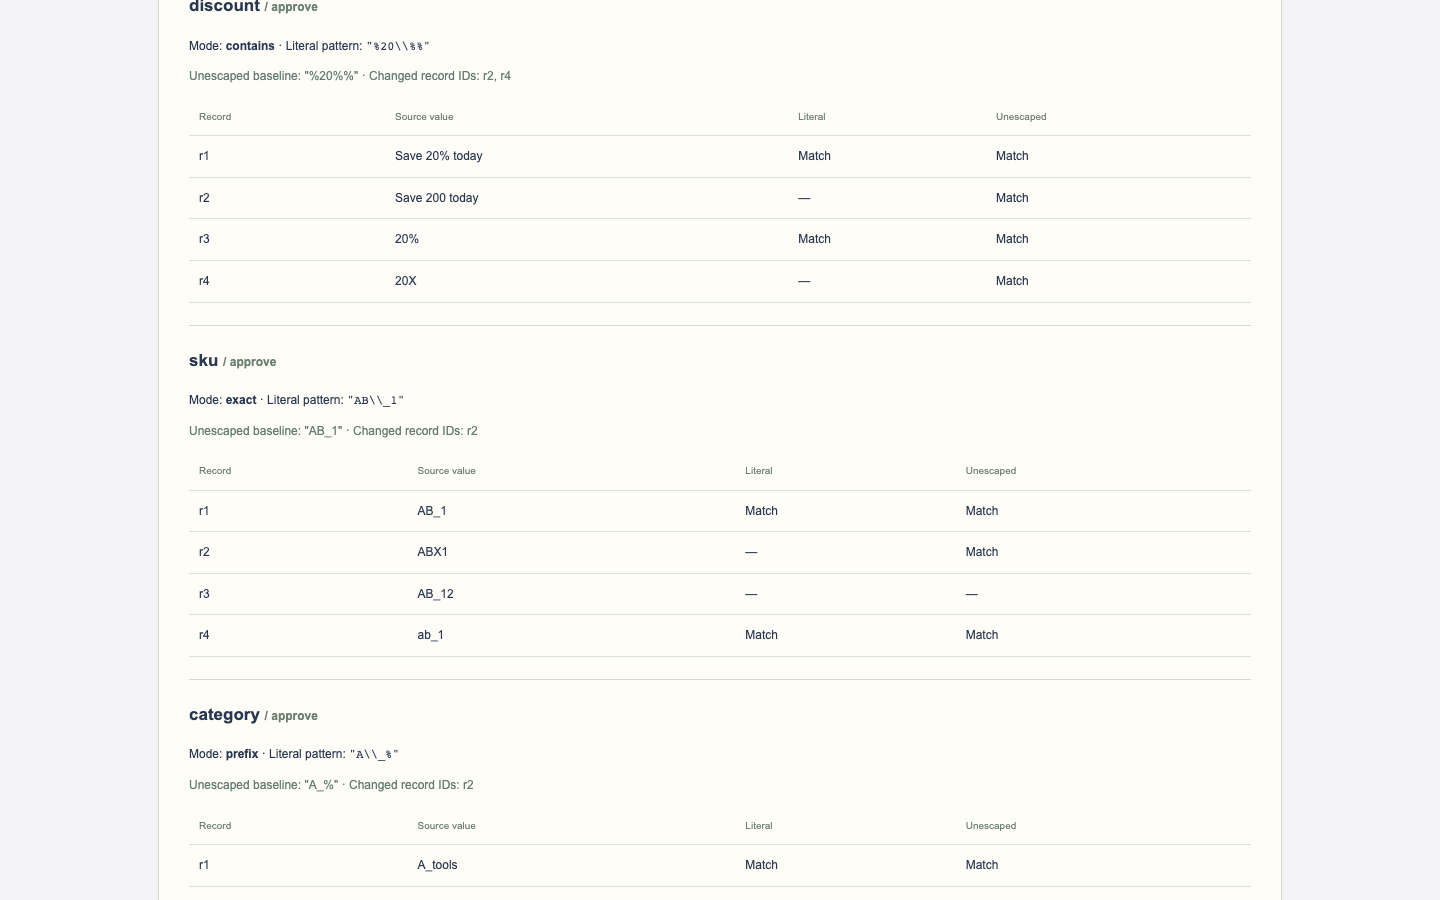 discount / approve
Mode: contains · Literal pattern: "%20\\%%"
Unescaped baseline: "%20%%" · Changed record IDs: r2, r4
Record Source value Literal Unescaped
r1 Save 20% today Match Match
r2 Save 200 today — Match
r3 20% Match Match
r4 20X — Match
sku / approve
Mode: exact · Literal pattern: "AB\\_1"
Unescaped baseline: "AB_1" · Changed record IDs: r2
Record Source value Literal Unescaped
r1 AB_1 Match Match
r2 ABX1 — Match
r3 AB_12 — —
r4 ab_1 Match Match
category / approve
Mode: prefix · Literal pattern: "A\\_%"
Unescaped baseline: "A_%" · Changed record IDs: r2
Record Source value Literal Unescaped
r1 A_tools Match Match